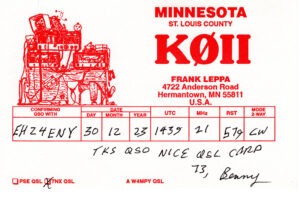 MINNESOTA
ST. LOUIS COUNTY
KØII
FRANK LEPPA
4722 Anderson Road
Hermantown, MN 55811
U.S.A.
CONFIRMING QSO WITH DATE DAY MONTH YEAR UTC MHz RST MODE 2-WAY
EH24ENY 30 12 23 1439 21 579 CW
TKS QSO NICE QSL CARD
73, Benny
PSE QSL TNX QSL A W4MPY QSL